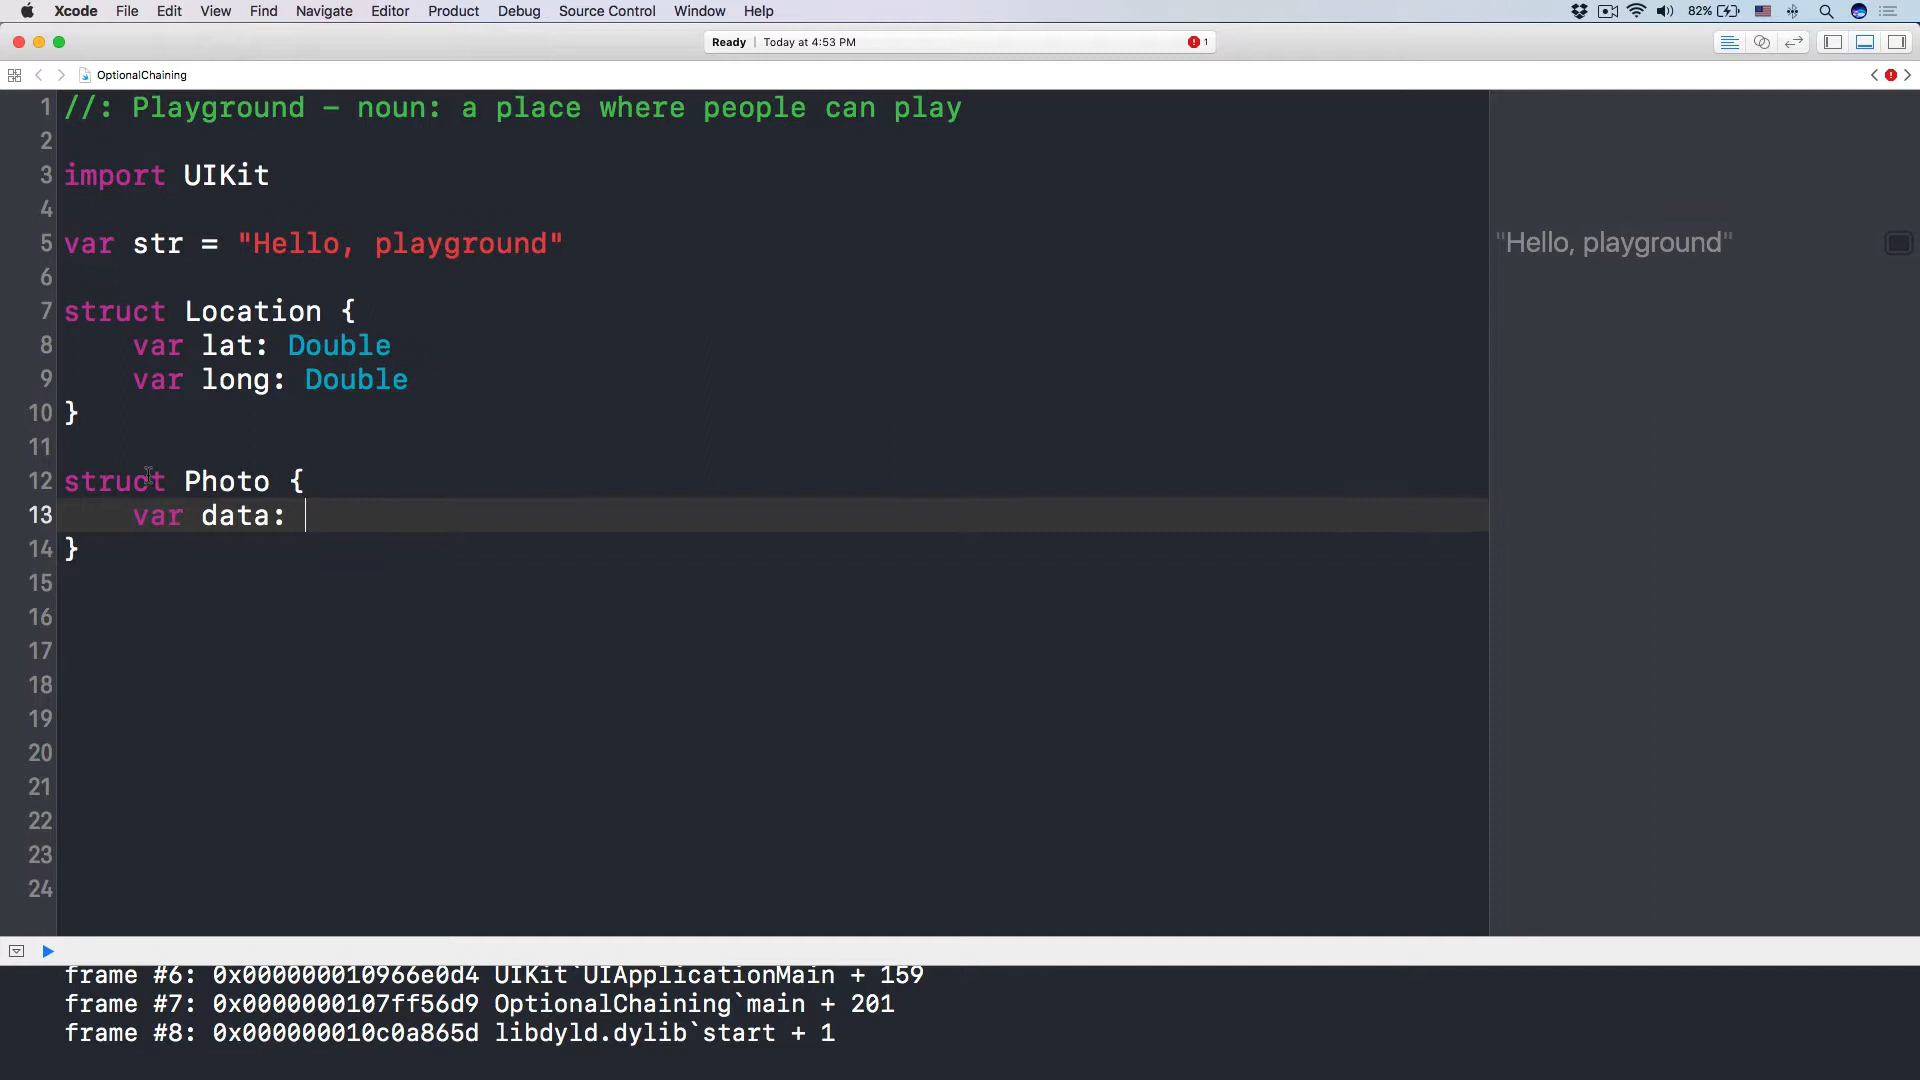 Xcode File Edit View Find Navigate Editor Product Debug Source Control Window Help 82%
Ready | Today at 4:53 PM 1
OptionalChaining
1 //: Playground - noun: a place where people can play
2
3 import UIKit
4
5 var str = "Hello, playground" "Hello, playground"
6
7 struct Location {
8 var lat: Double
9 var long: Double
10 }
11
12 struct Photo {
13 var data:
14 }
15
16
17
18
19
20
21
22
23
24
frame #6: 0x000000010966e0d4 UIKit`UIApplicationMain + 159
frame #7: 0x0000000107ff56d9 OptionalChaining`main + 201
frame #8: 0x000000010c0a865d libdyld.dylib`start + 1